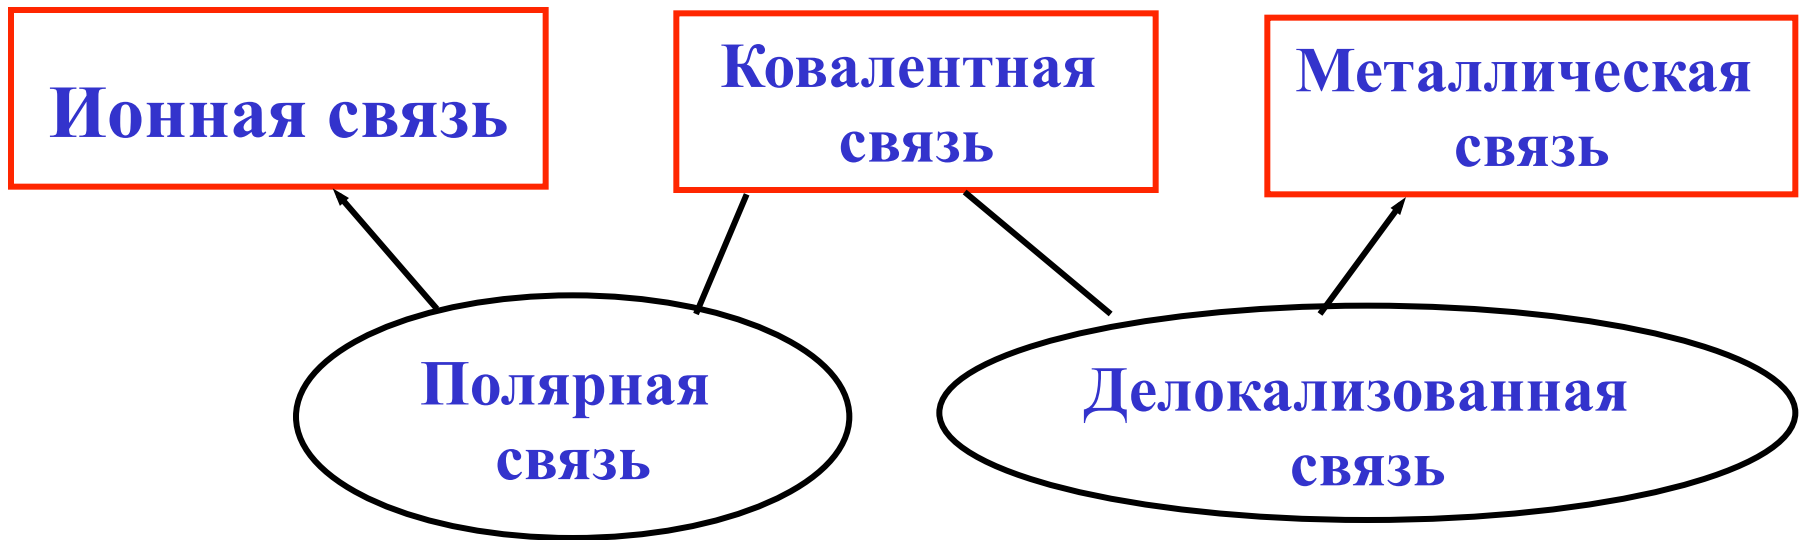 Ионная связь
Ковалентная
связь
Металлическая
связь
Полярная
связь
Делокализованная
связь